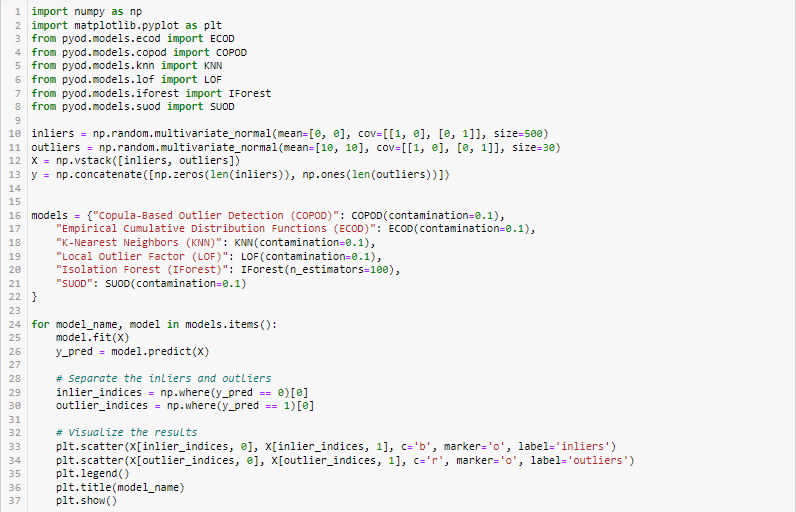 1 import numpy as np
2 import matplotlib.pyplot as plt
3 from pyod.models.ecod import ECOD
4 from pyod.models.copod import COPOD
5 from pyod.models.knn import KNN
6 from pyod.models.lof import LOF
7 from pyod.models.iforest import IForest
8 from pyod.models.suod import SUOD
9
10 inliers = np.random.multivariate_normal(mean=[0, 0], cov=[[1, 0], [0, 1]], size=500)
11 outliers = np.random.multivariate_normal(mean=[10, 10], cov=[[1, 0], [0, 1]], size=30)
12 X = np.vstack([inliers, outliers])
13 y = np.concatenate([np.zeros(len(inliers)), np.ones(len(outliers))])
14
15
16 models = {"Copula-Based Outlier Detection (COPOD)": COPOD(contamination=0.1),
17     "Empirical Cumulative Distribution Functions (ECOD)": ECOD(contamination=0.1),
18     "K-Nearest Neighbors (KNN)": KNN(contamination=0.1),
19     "Local Outlier Factor (LOF)": LOF(contamination=0.1),
20     "Isolation Forest (IForest)": IForest(n_estimators=100),
21     "SUOD": SUOD(contamination=0.1)
22 }
23
24 for model_name, model in models.items():
25     model.fit(X)
26     y_pred = model.predict(X)
27
28     # Separate the inliers and outliers
29     inlier_indices = np.where(y_pred == 0)[0]
30     outlier_indices = np.where(y_pred == 1)[0]
31
32     # Visualize the results
33     plt.scatter(X[inlier_indices, 0], X[inlier_indices, 1], c='b', marker='o', label='inliers')
34     plt.scatter(X[outlier_indices, 0], X[outlier_indices, 1], c='r', marker='o', label='outliers')
35     plt.legend()
36     plt.title(model_name)
37     plt.show()